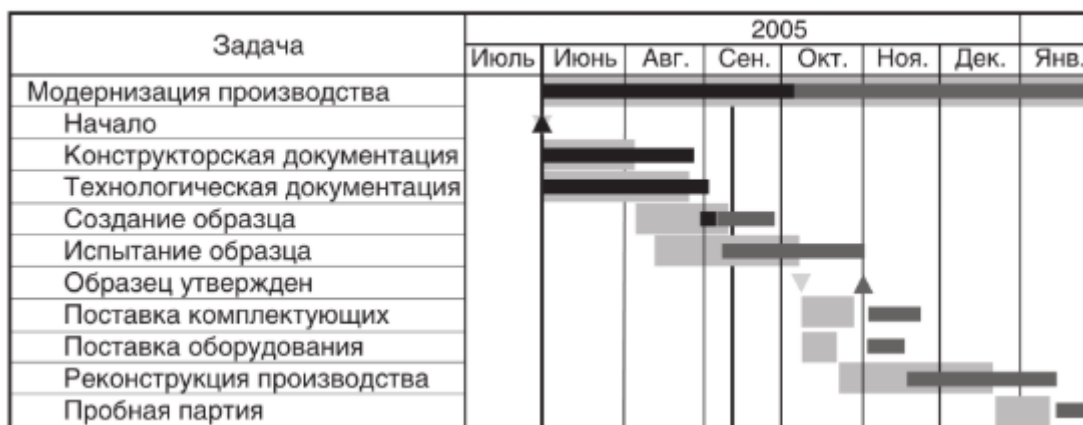 Задача
2005
Июль Июнь Авг. Сен. Окт. Ноя. Дек. Янв.
Модернизация производства
Начало
Конструкторская документация
Технологическая документация
Создание образца
Испытание образца
Образец утвержден
Поставка комплектующих
Поставка оборудования
Реконструкция производства
Пробная партия